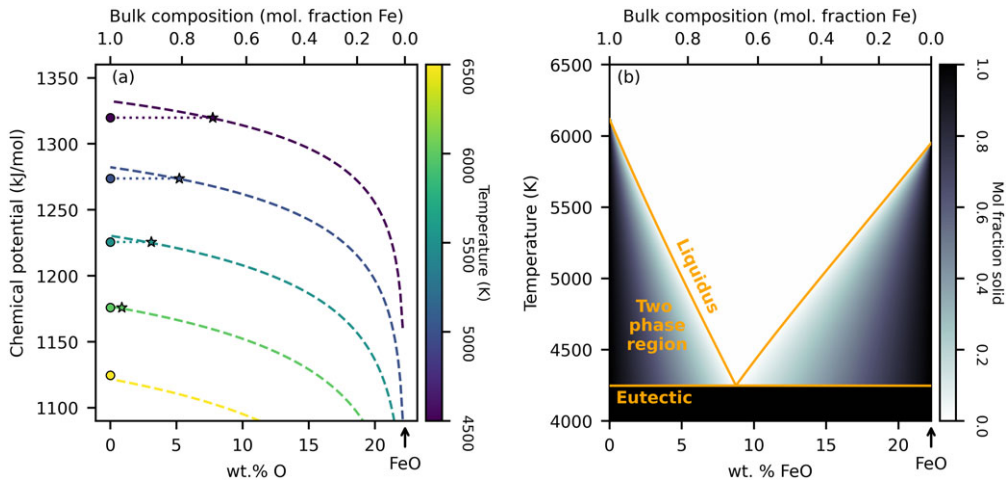 Bulk composition (mol. fraction Fe)
1.0 0.8 0.6 0.4 0.2 0.0
(a)
1350
1300
1250
1200
1150
1100
Chemical potential (kJ/mol)
0 5 10 15 20
FeO
wt.% O
6500
6000
5500
5000
4500
Temperature (K)
Bulk composition (mol. fraction Fe)
1.0 0.8 0.6 0.4 0.2 0.0
(b)
6500
6000
5500
5000
4500
4000
Temperature (K)
Liquidus
Two
phase
region
Eutectic
0 5 10 15 20
FeO
wt. % FeO
1.0
0.8
0.6
0.4
0.2
0.0
Mol fraction solid